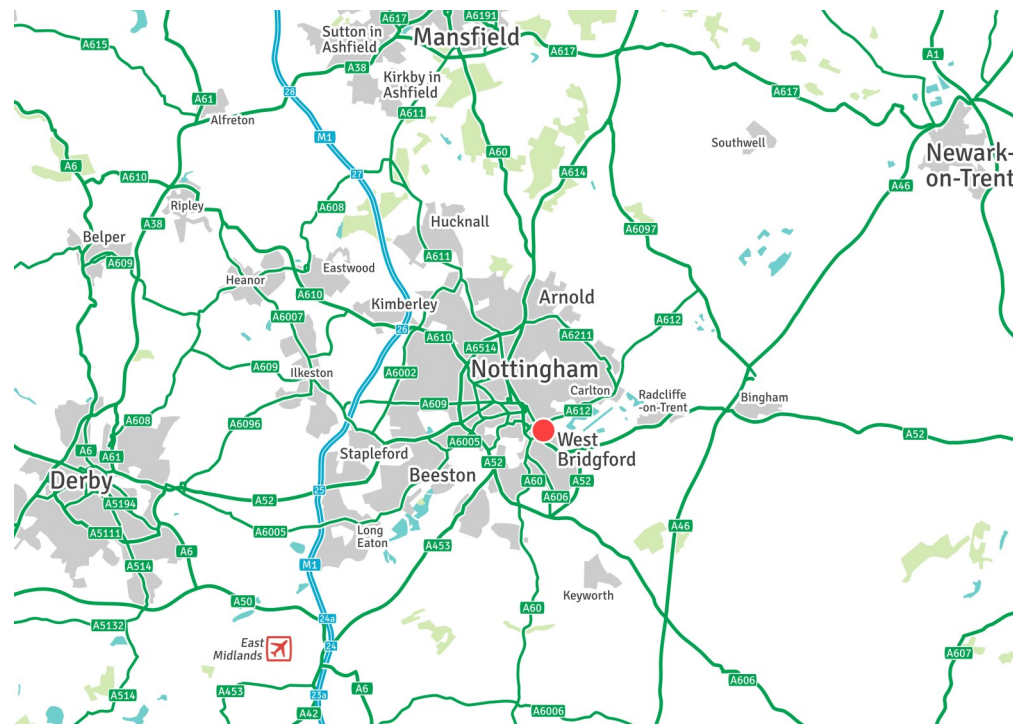 A617
A6191
Sutton in
Ashfield
Mansfield
A615
A617
A1
A38
Kirkby in
Ashfield
28
A61
A617
A611
Alfreton
M1
A60
Southwell
Newark-
on-Trent
A6
A610
27
A614
A46
Ripley
A608
A38
Hucknall
A6097
Belper
A609
A611
Eastwood
Heanor
A610
Kimberley
Arnold
A6007
26
A610
A612
A6211
A6514
A609
Ilkeston
A6002
Nottingham
Carlton
Radcliffe
-on-Trent
Bingham
A609
A612
A608
A6096
A52
A6005
West
Bridgford
A6
A61
Stapleford
A52
Derby
Beeston
A60
A52
25
A606
A52
A5194
A6005
Long
Eaton
A46
A5111
A453
A6
M1
A514
Keyworth
A50
A60
24a
A5132
East
Midlands
24
A607
A606
A453
A6
A514
23a
A42
A6006